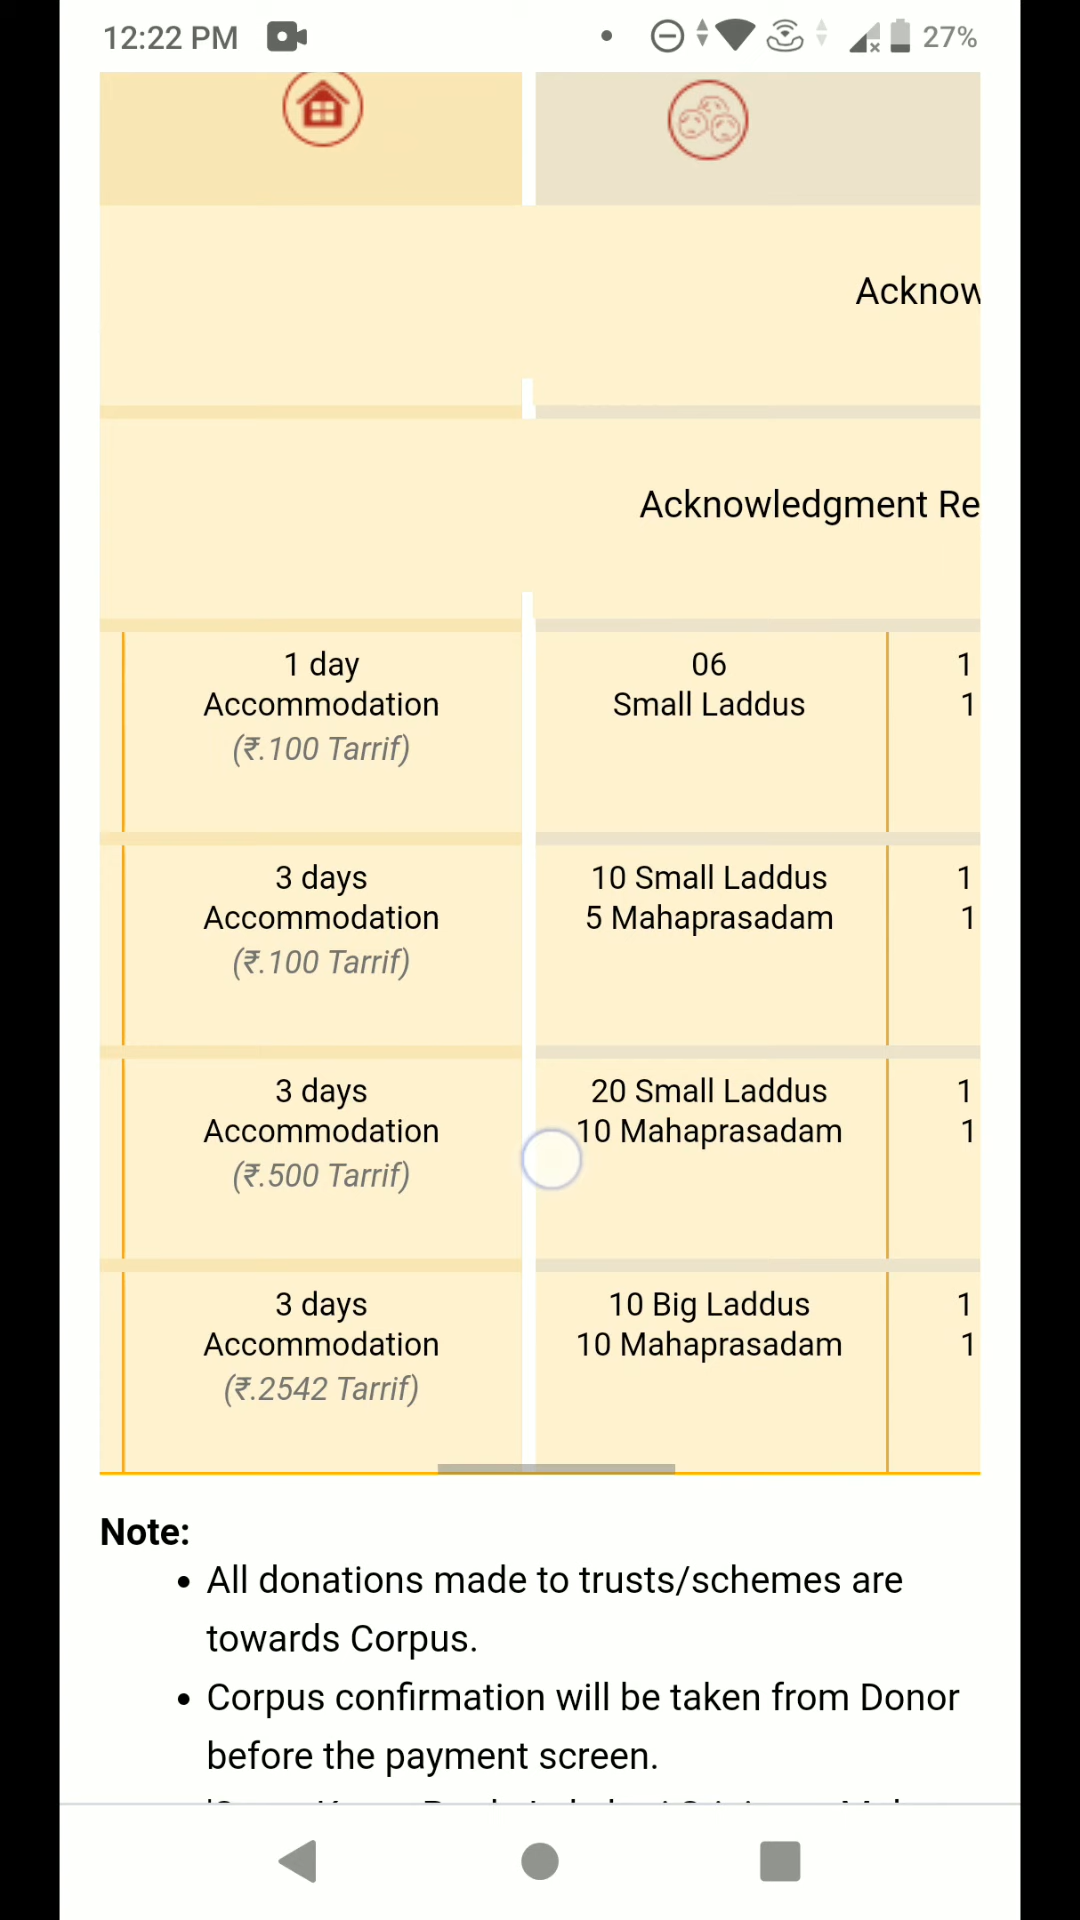 12:22 PM
27%
Acknow
Acknowledgment Re
1 day
Accommodation
(₹.100 Tarrif)
06
Small Laddus
1
1
3 days
Accommodation
(₹.100 Tarrif)
10 Small Laddus
5 Mahaprasadam
1
1
3 days
Accommodation
(₹.500 Tarrif)
20 Small Laddus
10 Mahaprasadam
1
1
3 days
Accommodation
(₹.2542 Tarrif)
10 Big Laddus
10 Mahaprasadam
1
1
Note:
• All donations made to trusts/schemes are
towards Corpus.
• Corpus confirmation will be taken from Donor
before the payment screen.